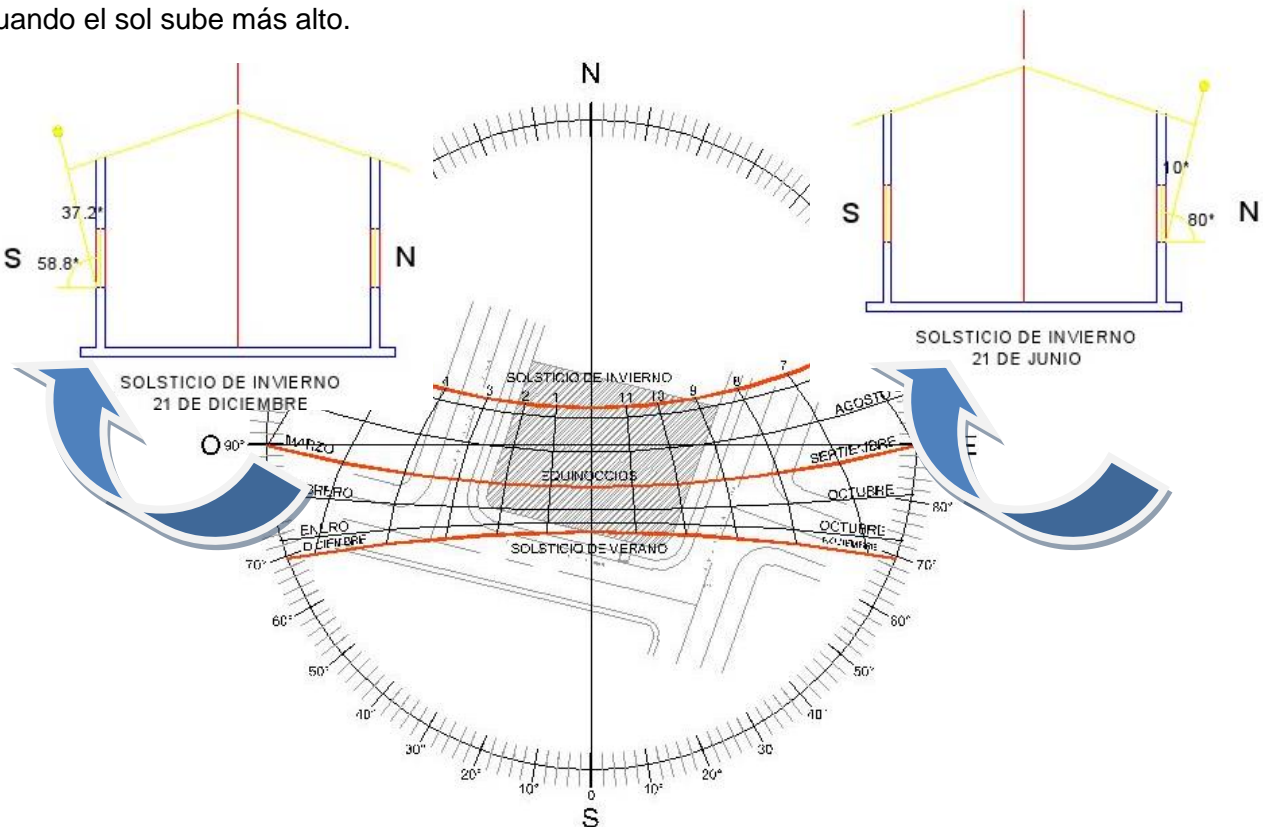 uando el sol sube más alto.
N
37.2*
S
58.8*
N
SOLSTICIO DE INVIERNO
21 DE DICIEMBRE
10*
S
80*
N
SOLSTICIO DE INVIERNO
21 DE JUNIO
SOLSTICIO DE INVIERNO
4 3 2 1 11 10 9 8 7
AGOSTO
O 90°
MARZO
SEPTIEMBRE
E
EQUINOCCIOS
OCTUBRE
80°
ENERO
OCTUBRE
DICIEMBRE
SOLSTICIO DE VERANO
70°
70°
60°
60°
50°
50°
40°
40°
30°
30
20°
20°
10°
10°
0
S